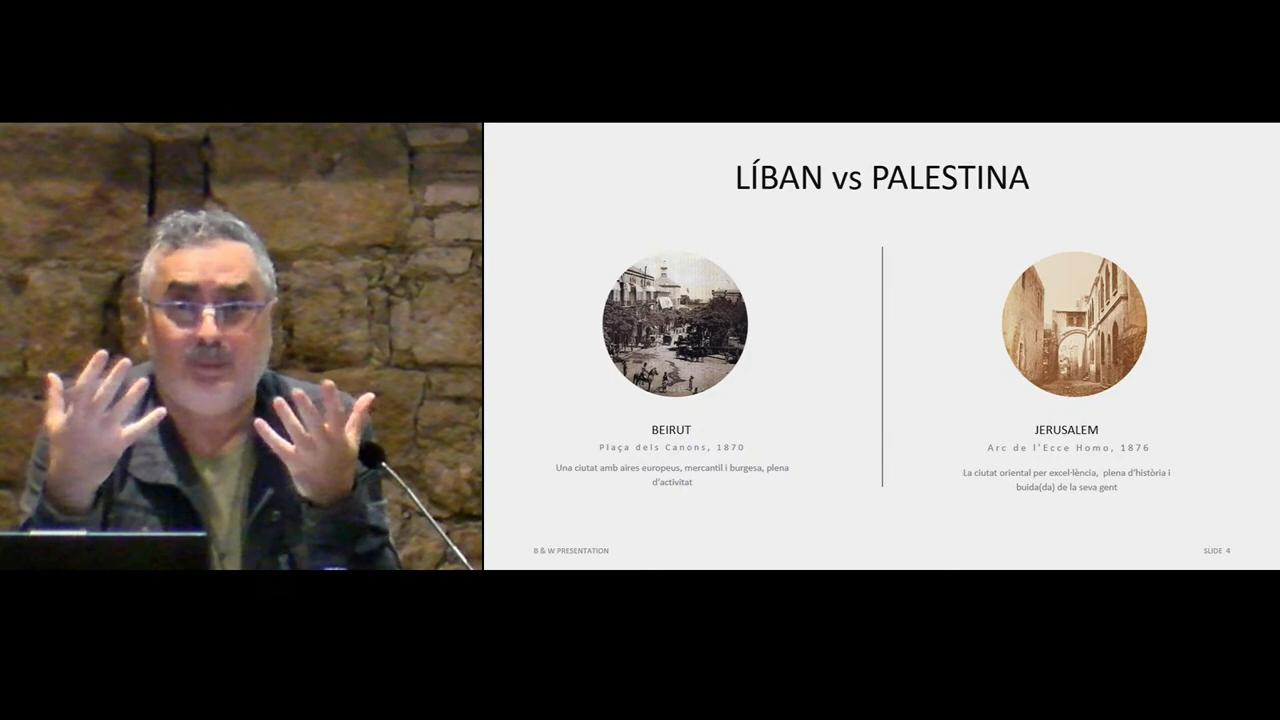 LÍBAN vs PALESTINA
BEIRUT
Plaça dels Canons, 1870
Una ciutat amb aires europeus, mercantil i burgesa, plena
d'activitat
JERUSALEM
Arc de l'Ecce Homo, 1876
La ciutat oriental per excel·lència, plena d'història i
buida(da) de la seva gent
B & W PRESENTATION
SLIDE 4